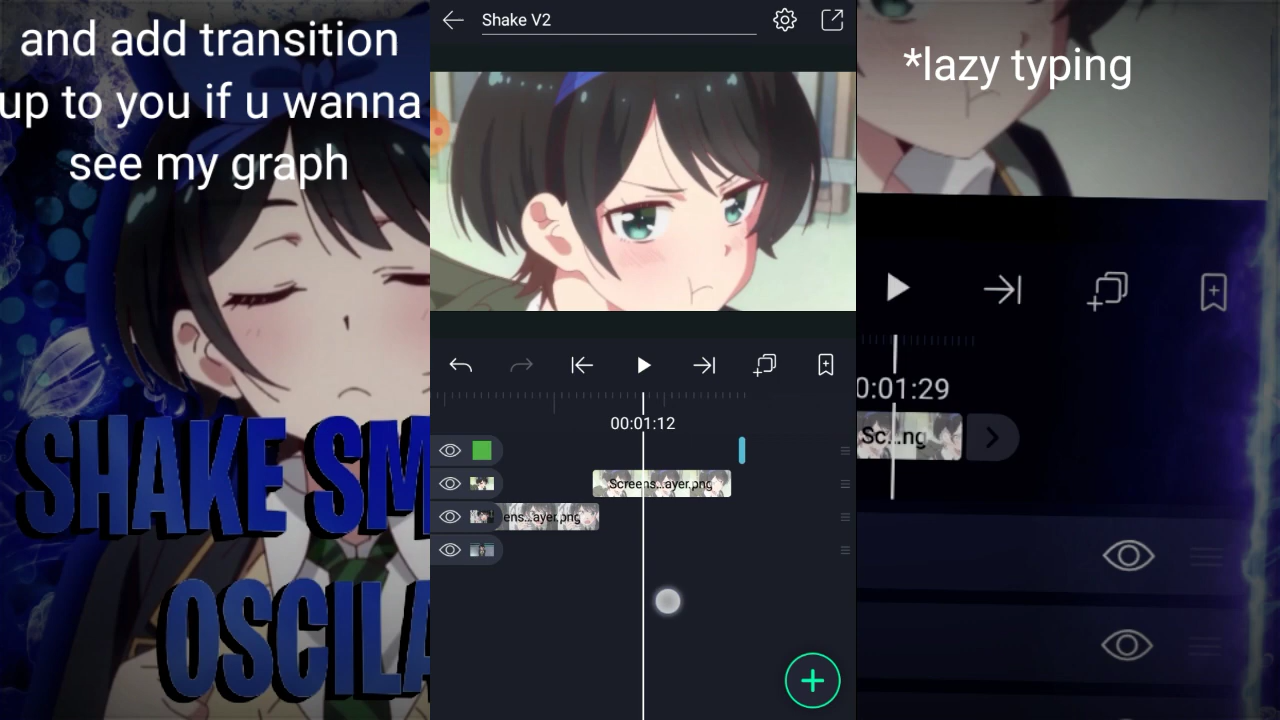 and add transition
up to you if u wanna
see my graph
SHAKE SM
OSCILA
Shake V2
00:01:12
Screens...ayer.png
ens...ayer.png
*lazy typing
0:01:29
Sc...ng